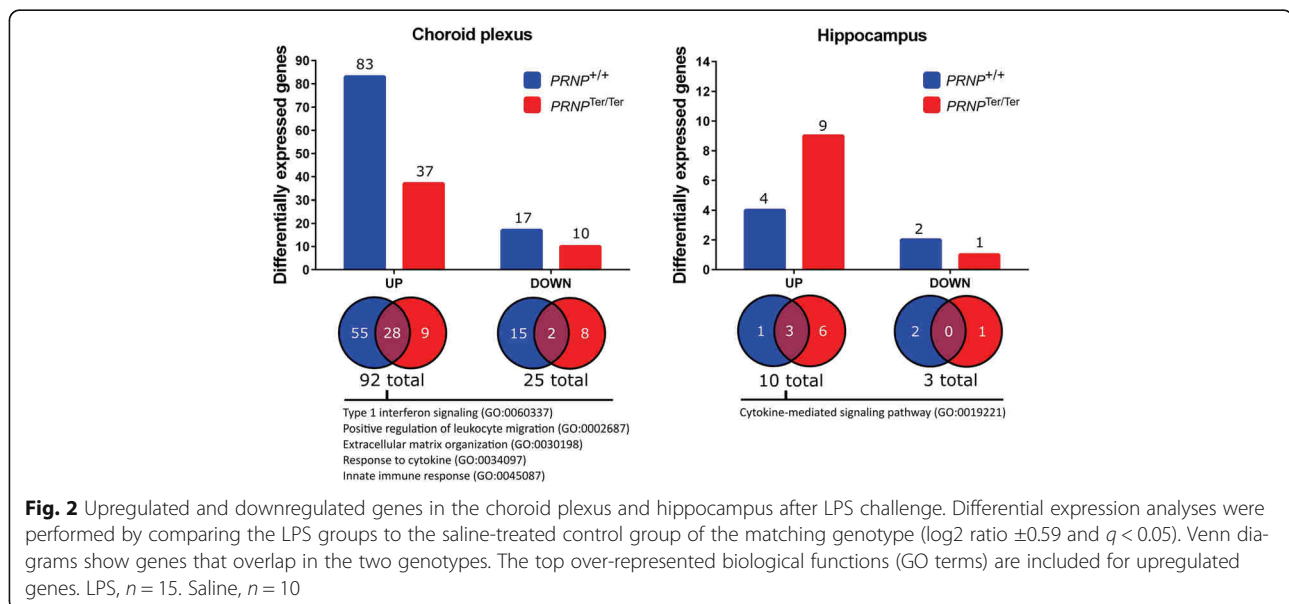 Choroid plexus
Differentially expressed genes
90
80
70
60
50
40
30
20
10
0
83
37
17
10
PRNP+/+
PRNPTer/Ter
UP
DOWN
55 28 9
15 2 8
92 total
25 total
Type 1 interferon signaling (GO:0060337)
Positive regulation of leukocyte migration (GO:0002687)
Extracellular matrix organization (GO:0030198)
Response to cytokine (GO:0034097)
Innate immune response (GO:0045087)
Hippocampus
Differentially expressed genes
14
12
10
8
6
4
2
0
4
9
2
1
PRNP+/+
PRNPTer/Ter
UP
DOWN
1 3 6
2 0 1
10 total
3 total
Cytokine-mediated signaling pathway (GO:0019221)
Fig. 2 Upregulated and downregulated genes in the choroid plexus and hippocampus after LPS challenge. Differential expression analyses were
performed by comparing the LPS groups to the saline-treated control group of the matching genotype (log2 ratio ±0.59 and q < 0.05). Venn dia-
grams show genes that overlap in the two genotypes. The top over-represented biological functions (GO terms) are included for upregulated
genes. LPS, n = 15. Saline, n = 10